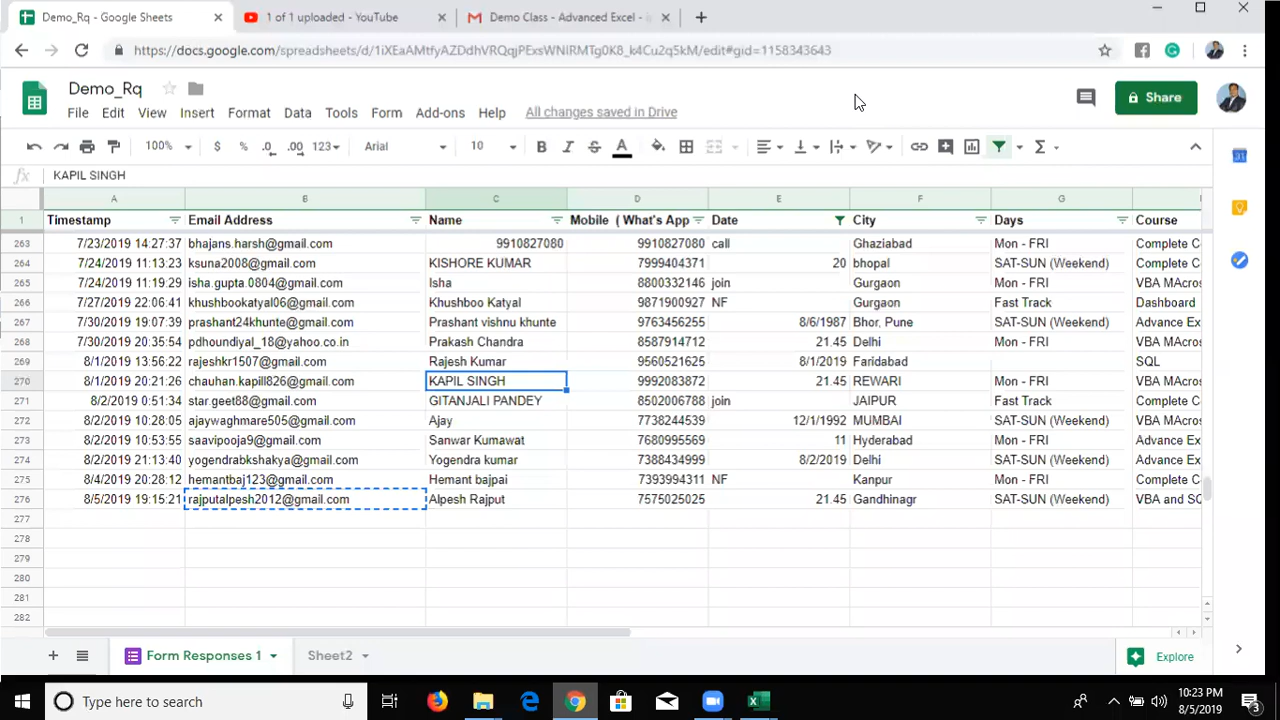 Demo_Rq - Google Sheets
1 of 1 uploaded - YouTube
Demo Class - Advanced Excel -
https://docs.google.com/spreadsheets/d/1iXEaAMtfyAZDdhVRQqjPExsWNIRMTg0K8_k4Cu2q5kM/edit#gid=1158343643
Demo_Rq
File Edit View Insert Format Data Tools Form Add-ons Help All changes saved in Drive
Share
100% $ % .0 .00 123 Arial 10 B I S A
fx KAPIL SINGH
A B C D E F G
1 Timestamp Email Address Name Mobile ( What's App Date City Days Course
263 7/23/2019 14:27:37 bhajans.harsh@gmail.com 9910827080 9910827080 call Ghaziabad Mon - FRI Complete C
264 7/24/2019 11:13:23 ksuna2008@gmail.com KISHORE KUMAR 7999404371 20 bhopal SAT-SUN (Weekend) Complete C
265 7/24/2019 11:19:29 isha.gupta.0804@gmail.com Isha 8800332146 join Gurgaon Mon - FRI VBA MAcros
266 7/27/2019 22:06:41 khushbookatyal06@gmail.com Khushboo Katyal 9871900927 NF Gurgaon Fast Track Dashboard
267 7/30/2019 19:07:39 prashant24khunte@gmail.com Prashant vishnu khunte 9763456255 8/6/1987 Bhor, Pune SAT-SUN (Weekend) Advance Ex
268 7/30/2019 20:35:54 pdhoundiyal_18@yahoo.co.in Prakash Chandra 8587914712 21.45 Delhi Mon - FRI VBA MAcros
269 8/1/2019 13:56:22 rajeshkr1507@gmail.com Rajesh Kumar 9560521625 8/1/2019 Faridabad SQL
270 8/1/2019 20:21:26 chauhan.kapill826@gmail.com KAPIL SINGH 9992083872 21.45 REWARI Mon - FRI VBA MAcros
271 8/2/2019 0:51:34 star.geet88@gmail.com GITANJALI PANDEY 8502006788 join JAIPUR Fast Track Complete C
272 8/2/2019 10:28:05 ajaywaghmare505@gmail.com Ajay 7738244539 12/1/1992 MUMBAI SAT-SUN (Weekend) VBA MAcros
273 8/2/2019 10:53:55 saavipooja9@gmail.com Sanwar Kumawat 7680995569 11 Hyderabad Mon - FRI Advance Ex
274 8/2/2019 21:13:40 yogendrabkshakya@gmail.com Yogendra kumar 7388434999 8/2/2019 Delhi SAT-SUN (Weekend) Advance Ex
275 8/4/2019 20:28:12 hemantbaj123@gmail.com Hemant bajpai 7393994311 NF Kanpur Mon - FRI Complete C
276 8/5/2019 19:15:21 rajputalpesh2012@gmail.com Alpesh Rajput 7575025025 21.45 Gandhinagr SAT-SUN (Weekend) VBA and SQ
277
278
279
280
281
282
Form Responses 1 Sheet2 Explore
Type here to search
10:23 PM
8/5/2019
3